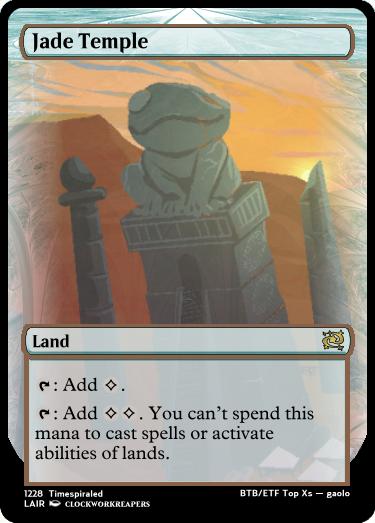 Jade Temple
Land
: Add ◇.
: Add ◇◇. You can't spend this
mana to cast spells or activate
abilities of lands.
1228 Timespiraled
LAIR CLOCKWORKREAPERS
BTB/ETF Top Xs — gaolo